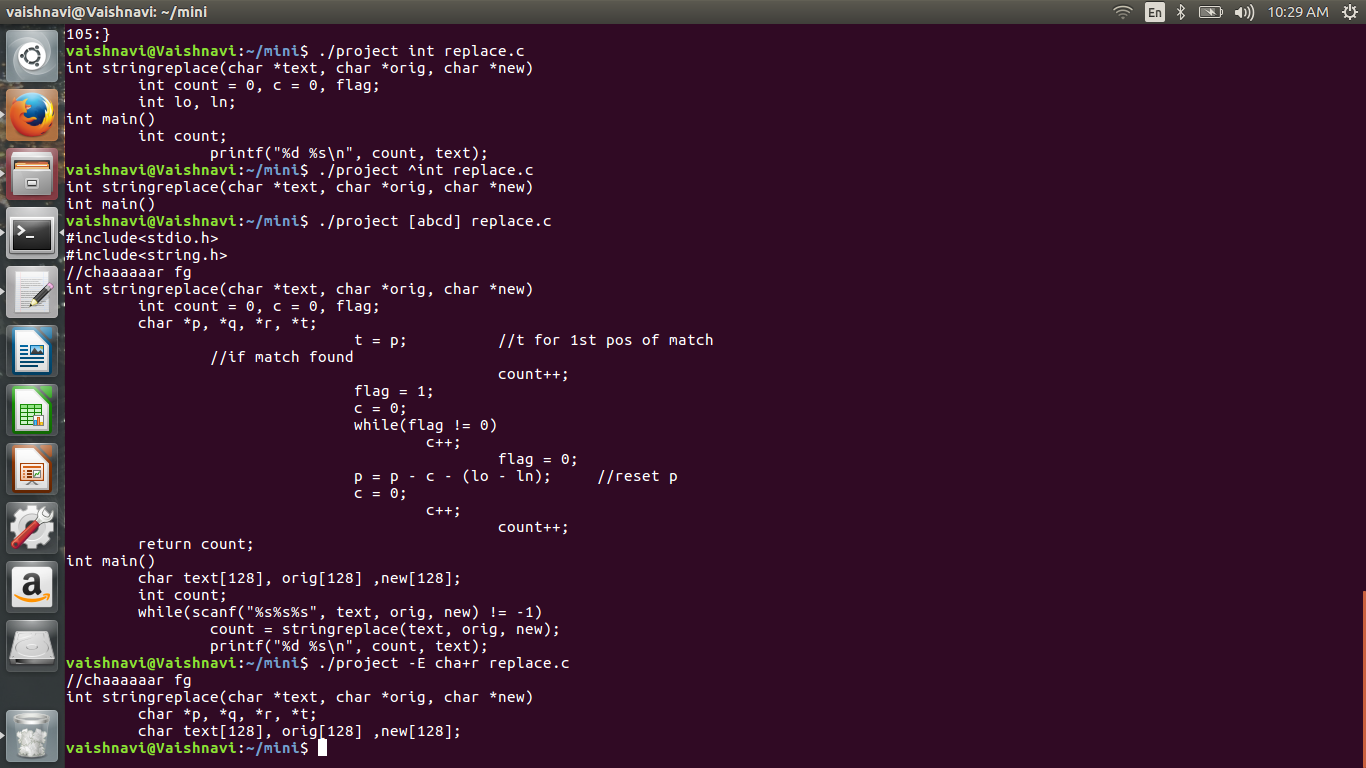 vaishnavi@Vaishnavi: ~/mini
En
10:29 AM
105:}
vaishnavi@Vaishnavi:~/mini$ ./project int replace.c
int stringreplace(char *text, char *orig, char *new)
        int count = 0, c = 0, flag;
        int lo, ln;
int main()
        int count;
                printf("%d %s\n", count, text);
vaishnavi@Vaishnavi:~/mini$ ./project ^int replace.c
int stringreplace(char *text, char *orig, char *new)
int main()
vaishnavi@Vaishnavi:~/mini$ ./project [abcd] replace.c
#include<stdio.h>
#include<string.h>
//chaaaaaar fg
int stringreplace(char *text, char *orig, char *new)
        int count = 0, c = 0, flag;
        char *p, *q, *r, *t;
                                t = p;          //t for 1st pos of match
                //if match found
                                                count++;
                                flag = 1;
                                c = 0;
                                while(flag != 0)
                                        c++;
                                                flag = 0;
                                p = p - c - (lo - ln);     //reset p
                                c = 0;
                                        c++;
                                                count++;
        return count;
int main()
        char text[128], orig[128] ,new[128];
        int count;
        while(scanf("%s%s%s", text, orig, new) != -1)
                count = stringreplace(text, orig, new);
                printf("%d %s\n", count, text);
vaishnavi@Vaishnavi:~/mini$ ./project -E cha+r replace.c
//chaaaaaar fg
int stringreplace(char *text, char *orig, char *new)
        char *p, *q, *r, *t;
        char text[128], orig[128] ,new[128];
vaishnavi@Vaishnavi:~/mini$